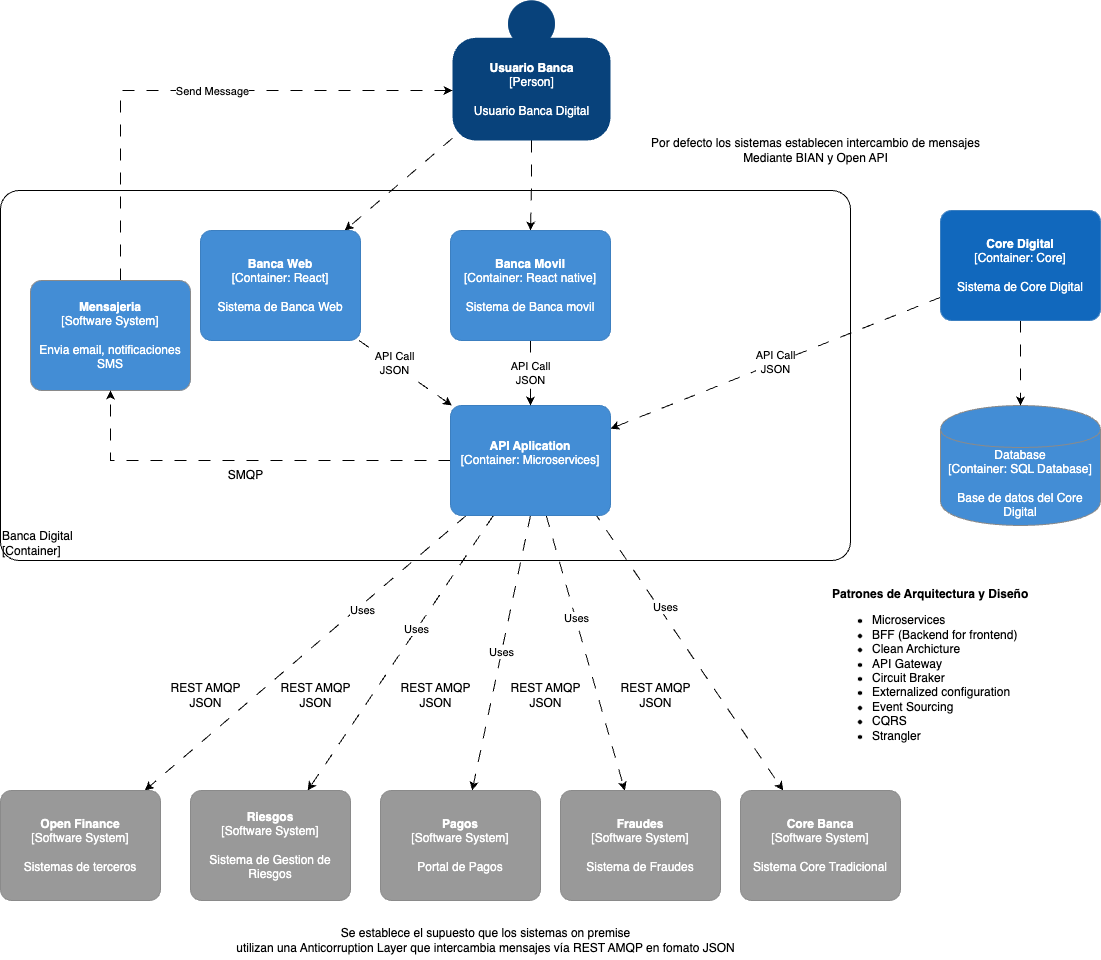 Usuario Banca
[Person]
Usuario Banca Digital
Send Message
Por defecto los sistemas establecen intercambio de mensajes
Mediante BIAN y Open API
Banca Web
[Container: React]
Sistema de Banca Web
Banca Movil
[Container: React native]
Sistema de Banca movil
Core Digital
[Container: Core]
Sistema de Core Digital
Mensajeria
[Software System]
Envia email, notificaciones
SMS
API Call
JSON
API Call
JSON
API Call
JSON
API Aplication
[Container: Microservices]
SMQP
Database
[Container: SQL Database]
Base de datos del Core
Digital
Banca Digital
[Container]
Patrones de Arquitectura y Diseño
Microservices
BFF (Backend for frontend)
Clean Archicture
API Gateway
Circuit Braker
Externalized configuration
Event Sourcing
CQRS
Strangler
Uses
Uses
Uses
Uses
Uses
REST AMQP
JSON
REST AMQP
JSON
REST AMQP
JSON
REST AMQP
JSON
REST AMQP
JSON
Open Finance
[Software System]
Sistemas de terceros
Riesgos
[Software System]
Sistema de Gestion de
Riesgos
Pagos
[Software System]
Portal de Pagos
Fraudes
[Software System]
Sistema de Fraudes
Core Banca
[Software System]
Sistema Core Tradicional
Se establece el supuesto que los sistemas on premise
utilizan una Anticorruption Layer que intercambia mensajes vía REST AMQP en fomato JSON